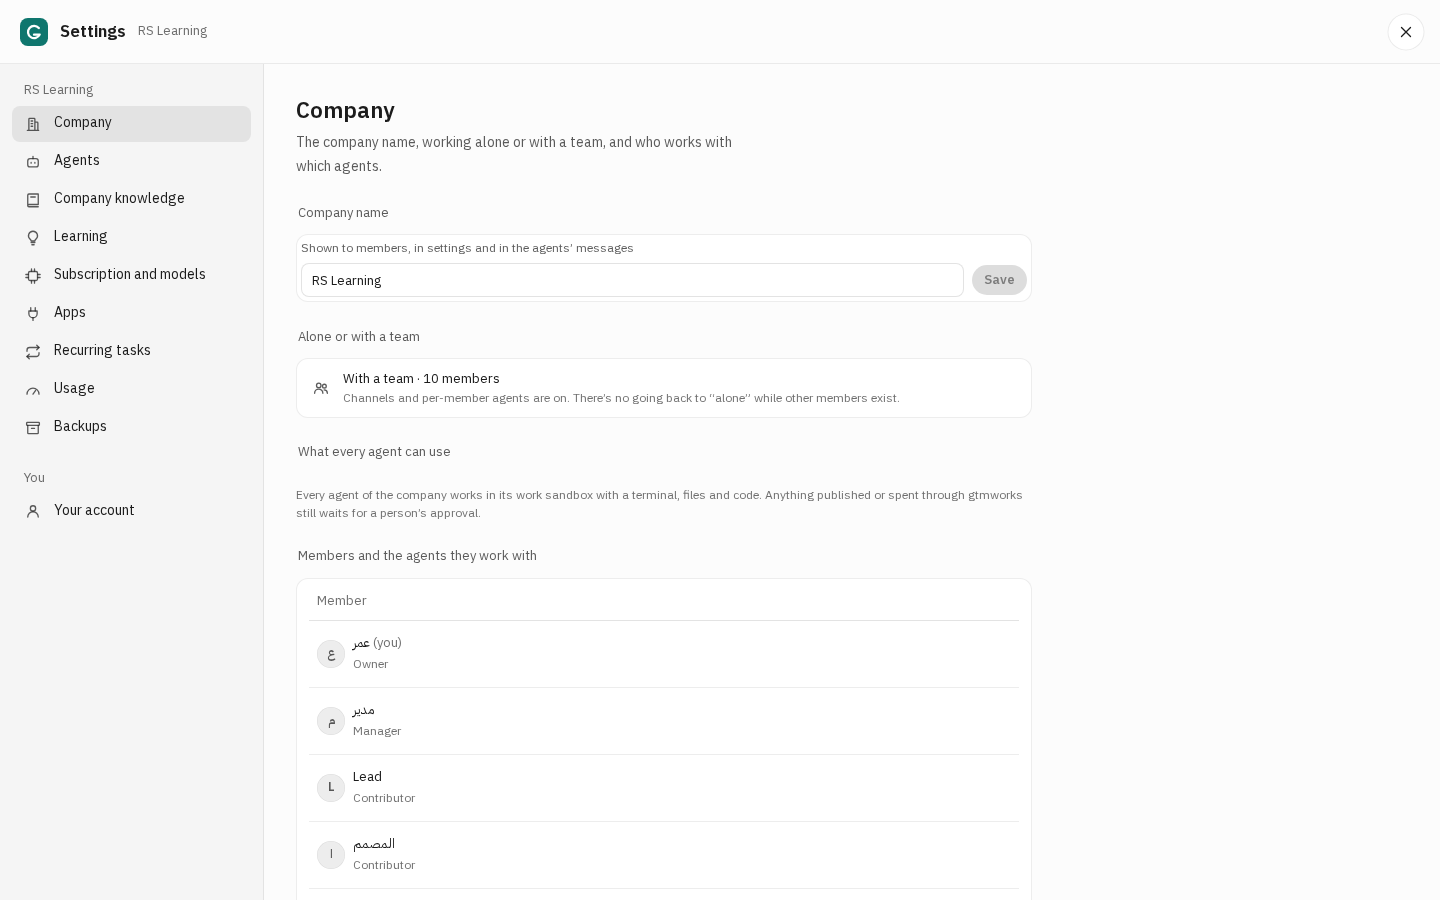 G
Settings RS Learning
RS Learning
Company
Agents
Company knowledge
Learning
Subscription and models
Apps
Recurring tasks
Usage
Backups
You
Your account
Company
The company name, working alone or with a team, and who works with
which agents.
Company name
Shown to members, in settings and in the agents’ messages
RS Learning
Save
Alone or with a team
With a team · 10 members
Channels and per-member agents are on. There’s no going back to “alone” while other members exist.
What every agent can use
Every agent of the company works in its work sandbox with a terminal, files and code. Anything published or spent through gtmworks
still waits for a person’s approval.
Members and the agents they work with
Member
ع
عمر (you)
Owner
م
مدير
Manager
L
Lead
Contributor
ا
المصمم
Contributor